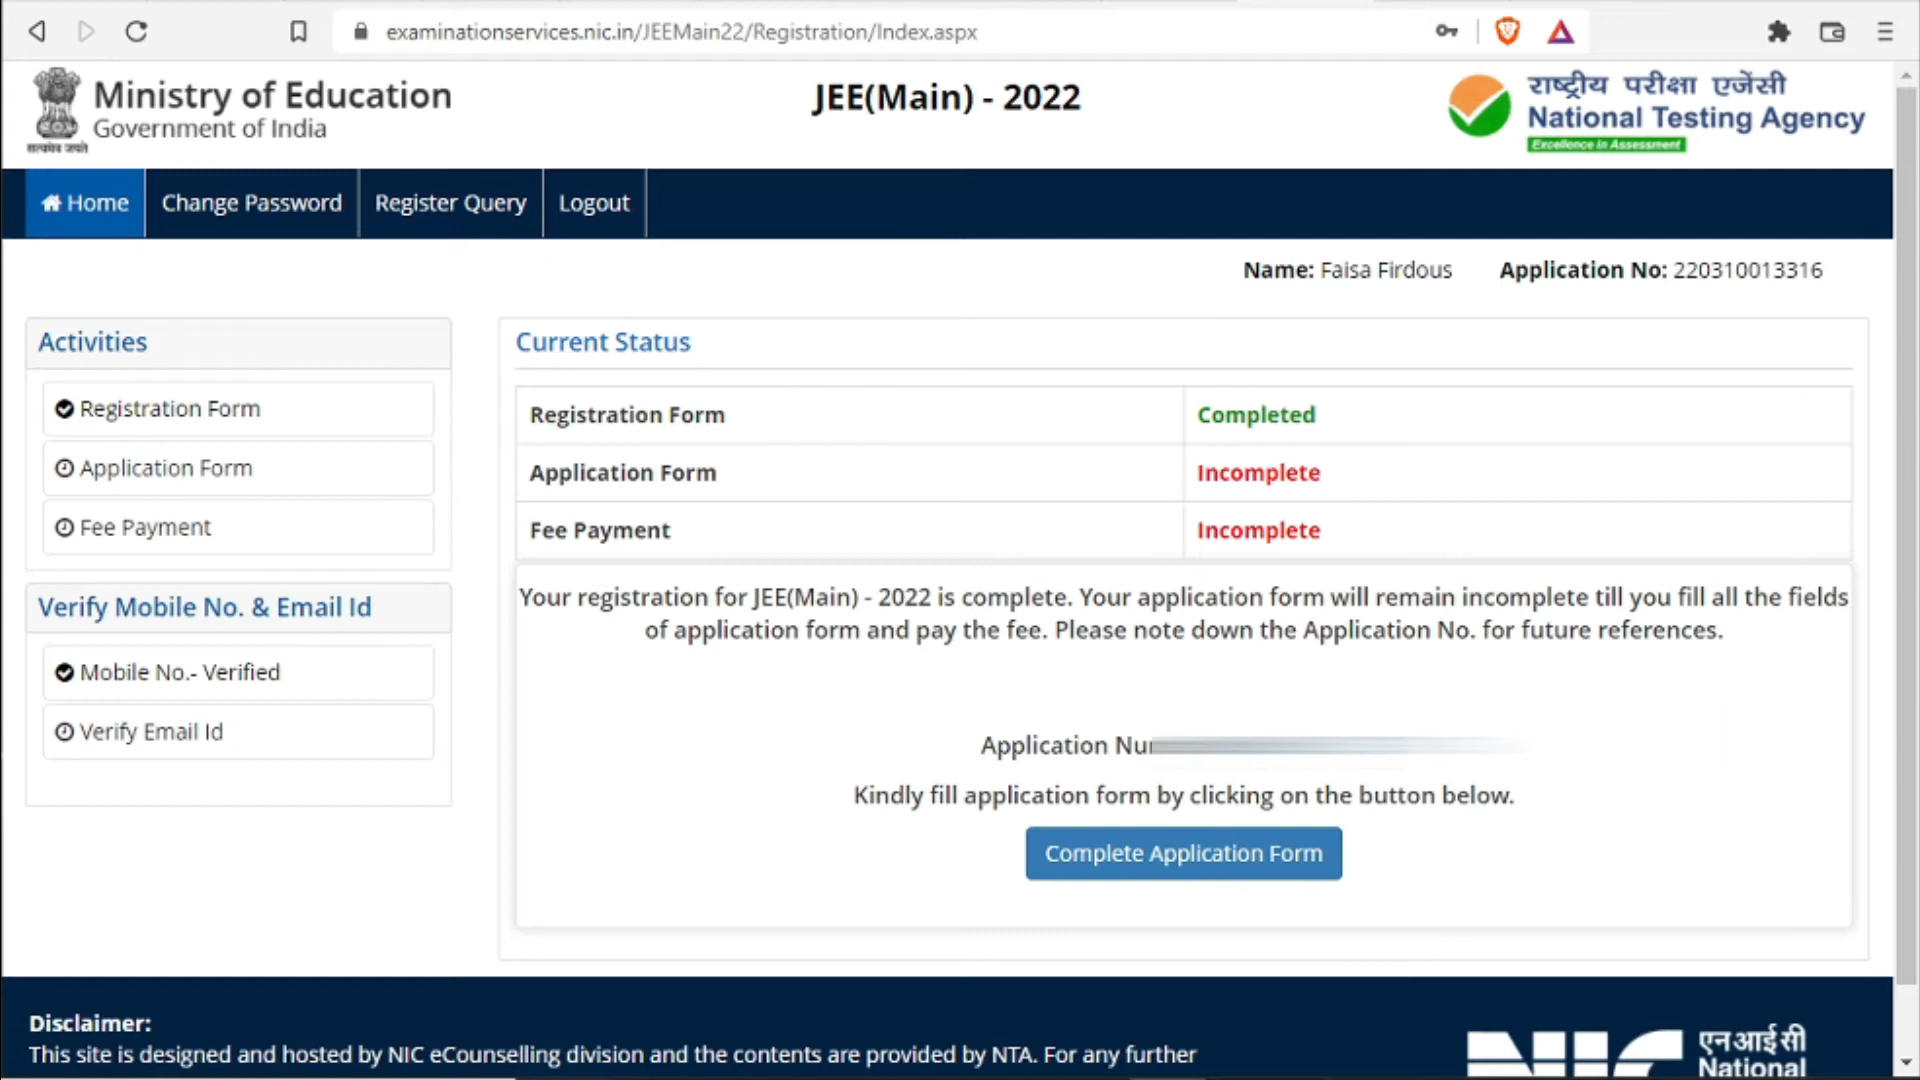 examinationservices.nic.in/JEEMain22/Registration/Index.aspx
Ministry of Education
Government of India
सत्यमेव जयते
JEE(Main) - 2022
राष्ट्रीय परीक्षा एजेंसी
National Testing Agency
Excellence in Assessment
Home Change Password Register Query Logout
Name: Faisa Firdous Application No: 220310013316
Activities
Registration Form
Application Form
Fee Payment
Verify Mobile No. & Email Id
Mobile No.- Verified
Verify Email Id
Current Status
Registration Form Completed
Application Form Incomplete
Fee Payment Incomplete
Your registration for JEE(Main) - 2022 is complete. Your application form will remain incomplete till you fill all the fields
of application form and pay the fee. Please note down the Application No. for future references.
Application
Kindly fill application form by clicking on the button below.
Complete Application Form
Disclaimer:
This site is designed and hosted by NIC eCounselling division and the contents are provided by NTA. For any further
NIC एनआईसी
National